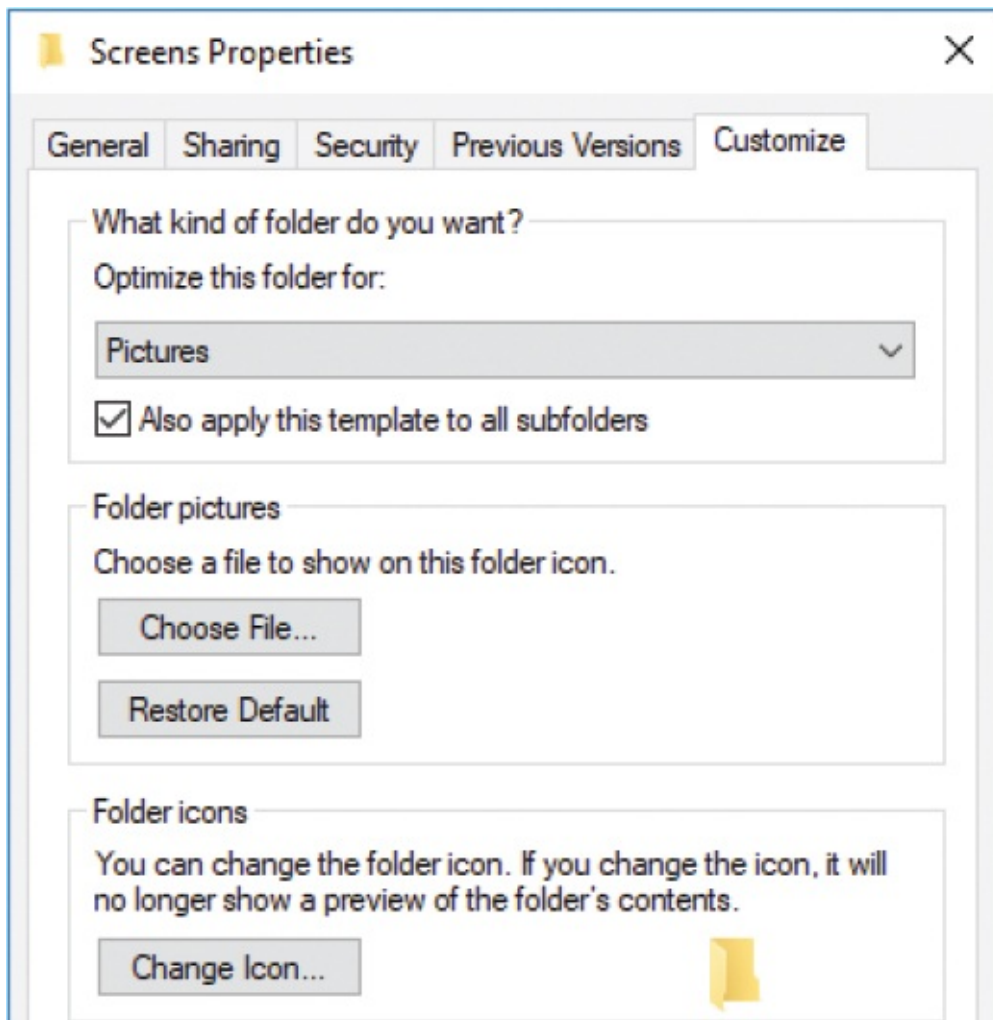 Screens Properties
General Sharing Security Previous Versions Customize
What kind of folder do you want?
Optimize this folder for:
Pictures
Also apply this template to all subfolders
Folder pictures
Choose a file to show on this folder icon.
Choose File...
Restore Default
Folder icons
You can change the folder icon. If you change the icon, it will
no longer show a preview of the folder's contents.
Change Icon...